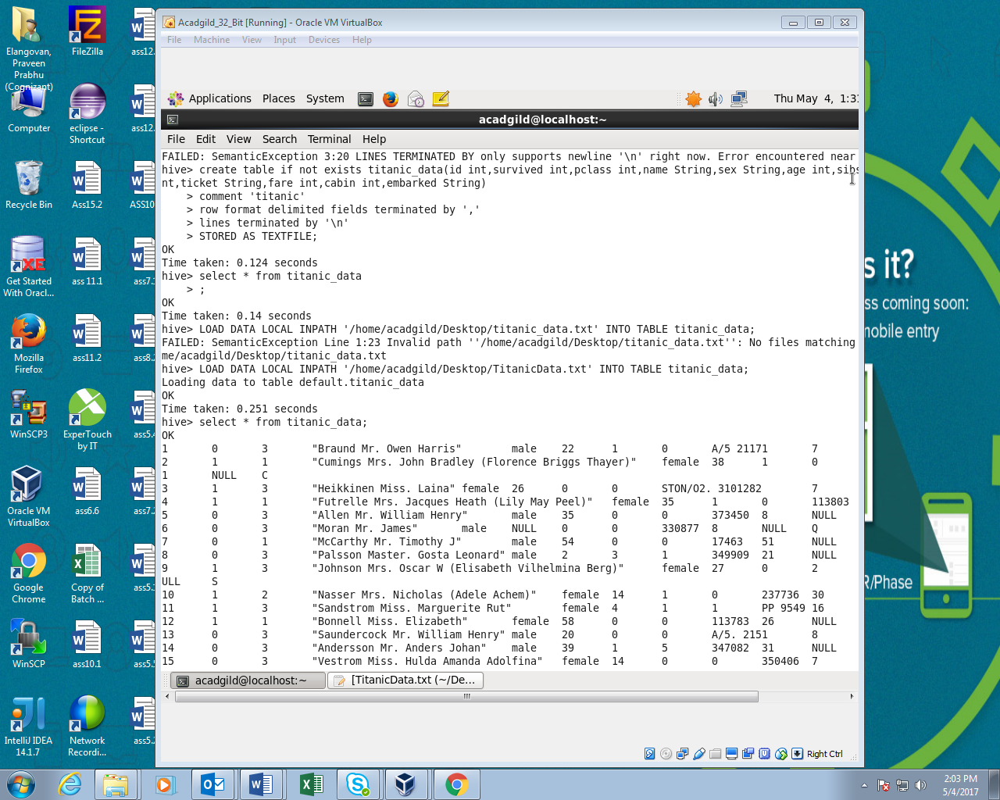 Acadgild_32_Bit [Running] - Oracle VM VirtualBox
File Machine View Input Devices Help
Applications Places System Thu May 4, 1:31
acadgild@localhost:~
File Edit View Search Terminal Help
FAILED: SemanticException 3:20 LINES TERMINATED BY only supports newline '\n' right now. Error encountered near
hive> create table if not exists titanic_data(id int,survived int,pclass int,name String,sex String,age int,sibs
nt,ticket String,fare int,cabin int,embarked String)
> comment 'titanic'
> row format delimited fields terminated by ','
> lines terminated by '\n'
> STORED AS TEXTFILE;
OK
Time taken: 0.124 seconds
hive> select * from titanic_data
> ;
OK
Time taken: 0.14 seconds
hive> LOAD DATA LOCAL INPATH '/home/acadgild/Desktop/titanic_data.txt' INTO TABLE titanic_data;
FAILED: SemanticException Line 1:23 Invalid path ''/home/acadgild/Desktop/titanic_data.txt'': No files matching
me/acadgild/Desktop/titanic_data.txt
hive> LOAD DATA LOCAL INPATH '/home/acadgild/Desktop/TitanicData.txt' INTO TABLE titanic_data;
Loading data to table default.titanic_data
OK
Time taken: 0.251 seconds
hive> select * from titanic_data;
OK
1 0 3 "Braund Mr. Owen Harris" male 22 1 0 A/5 21171 7
2 1 1 "Cumings Mrs. John Bradley (Florence Briggs Thayer)" female 38 1 0
1 NULL C
3 1 3 "Heikkinen Miss. Laina" female 26 0 0 STON/O2. 3101282 7
4 1 1 "Futrelle Mrs. Jacques Heath (Lily May Peel)" female 35 1 0 113803
5 0 3 "Allen Mr. William Henry" male 35 0 0 373450 8 NULL
6 0 3 "Moran Mr. James" male NULL 0 0 330877 8 NULL Q
7 0 1 "McCarthy Mr. Timothy J" male 54 0 0 17463 51 NULL
8 0 3 "Palsson Master. Gosta Leonard" male 2 3 1 349909 21 NULL
9 1 3 "Johnson Mrs. Oscar W (Elisabeth Vilhelmina Berg)" female 27 0 2
ULL S
10 1 2 "Nasser Mrs. Nicholas (Adele Achem)" female 14 1 0 237736 30
11 1 3 "Sandstrom Miss. Marguerite Rut" female 4 1 1 PP 9549 16
12 1 1 "Bonnell Miss. Elizabeth" female 58 0 0 113783 26 NULL
13 0 3 "Saundercock Mr. William Henry" male 20 0 0 A/5. 2151 8
14 0 3 "Andersson Mr. Anders Johan" male 39 1 5 347082 31 NULL
15 0 3 "Vestrom Miss. Hulda Amanda Adolfina" female 14 0 0 350406 7
acadgild@localhost:~ [TitanicData.txt (~/De...
Right Ctrl
Elangovan,
Praveen
Prabhu
(Cognizant)
FileZilla
ass12.
Computer
eclipse -
Shortcut
ass12.
Recycle Bin
Ass15.2
ASS10
XE
Get Started
With Oracl...
ass 11.1
ass7.
Mozilla
Firefox
ass11.2
ass8.
WinSCP3
ExperTouch
by IT
ass5.
Oracle VM
VirtualBox
ass6.6
ass7.
Google
Chrome
Copy of
Batch ...
ass5.
WinSCP
ass10.1
ass5.
IntelliJ IDEA
14.1.7
Network
Recordi...
ass5.
s it?
ss coming soon:
mobile entry
R/Phase
2:03 PM
5/4/2017